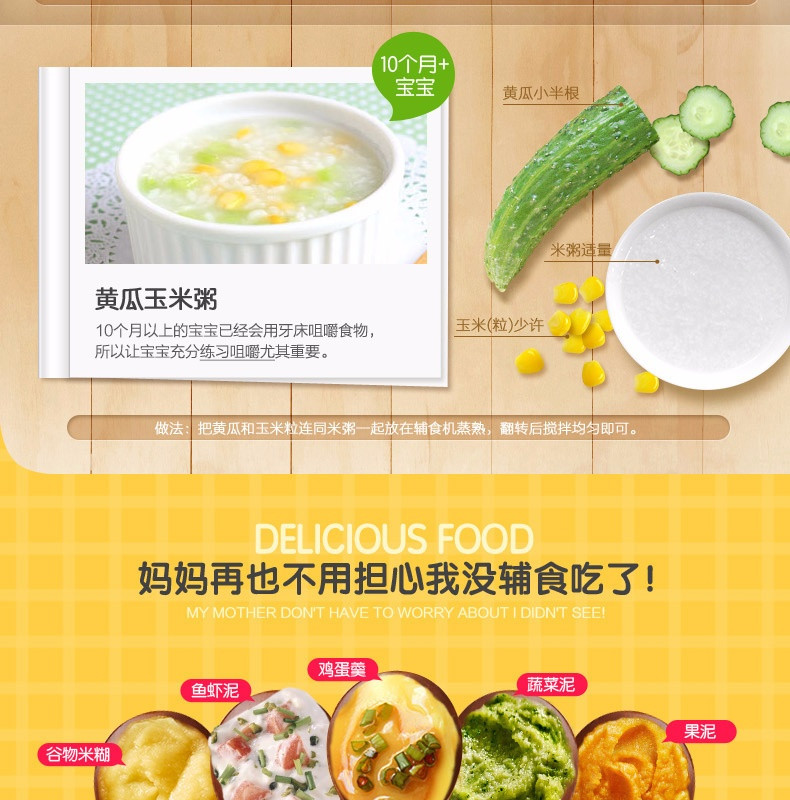 10个月+
宝宝
黄瓜小半根
米粥适量
玉米(粒)少许
黄瓜玉米粥
10个月以上的宝宝已经会用牙床咀嚼食物，
所以让宝宝充分练习咀嚼尤其重要。
做法：把黄瓜和玉米粒连同米粥一起放在辅食机蒸熟，翻转后搅拌均匀即可。
DELICIOUS FOOD
妈妈再也不用担心我没辅食吃了!
MY MOTHER DON'T HAVE TO WORRY ABOUT I DIDN'T SEE!
鸡蛋羹
鱼虾泥
蔬菜泥
谷物米糊
果泥